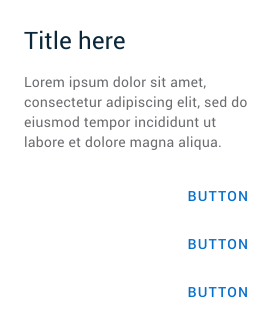 Title here
Lorem ipsum dolor sit amet,
consectetur adipiscing elit, sed do
eiusmod tempor incididunt ut
labore et dolore magna aliqua.
BUTTON
BUTTON
BUTTON